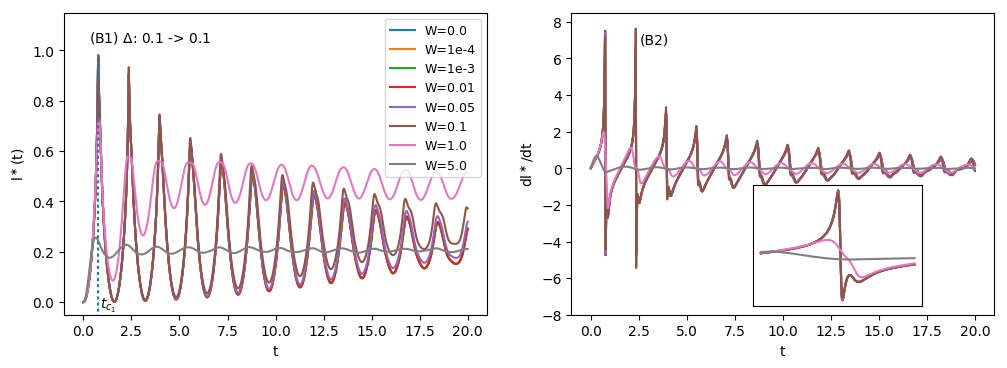 (B1) Δ: 0.1 -> 0.1
W=0.0
W=1e-4
W=1e-3
W=0.01
W=0.05
W=0.1
W=1.0
W=5.0
1.0
0.8
0.6
0.4
0.2
0.0
l * (t)
t_{c_1}
0.0 2.5 5.0 7.5 10.0 12.5 15.0 17.5 20.0
t
(B2)
8
6
4
2
0
−2
−4
−6
−8
dl * /dt
0.0 2.5 5.0 7.5 10.0 12.5 15.0 17.5 20.0
t